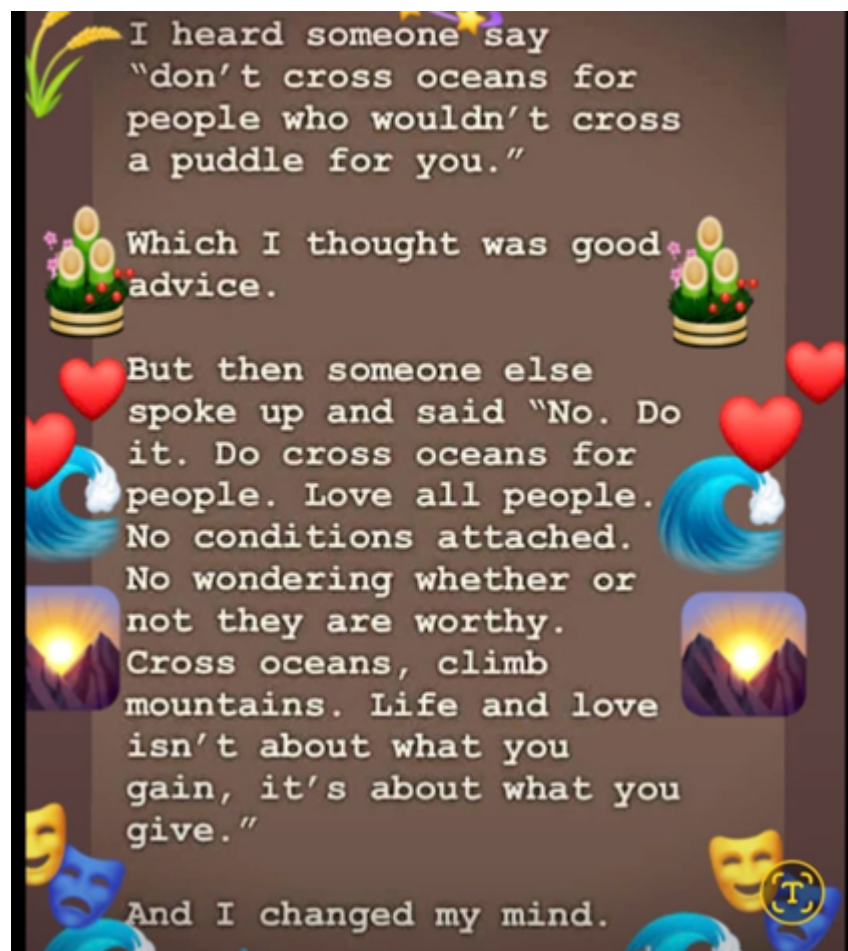 I heard someone say
“don’t cross oceans for
people who wouldn’t cross
a puddle for you.”
Which I thought was good
advice.
But then someone else
spoke up and said “No. Do
it. Do cross oceans for
people. Love all people.
No conditions attached.
No wondering whether or
not they are worthy.
Cross oceans, climb
mountains. Life and love
isn’t about what you
gain, it’s about what you
give.”
And I changed my mind.